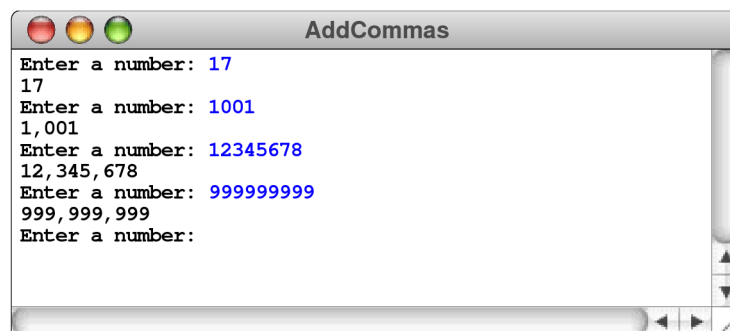 AddCommas
Enter a number: 17
17
Enter a number: 1001
1,001
Enter a number: 12345678
12,345,678
Enter a number: 999999999
999,999,999
Enter a number: